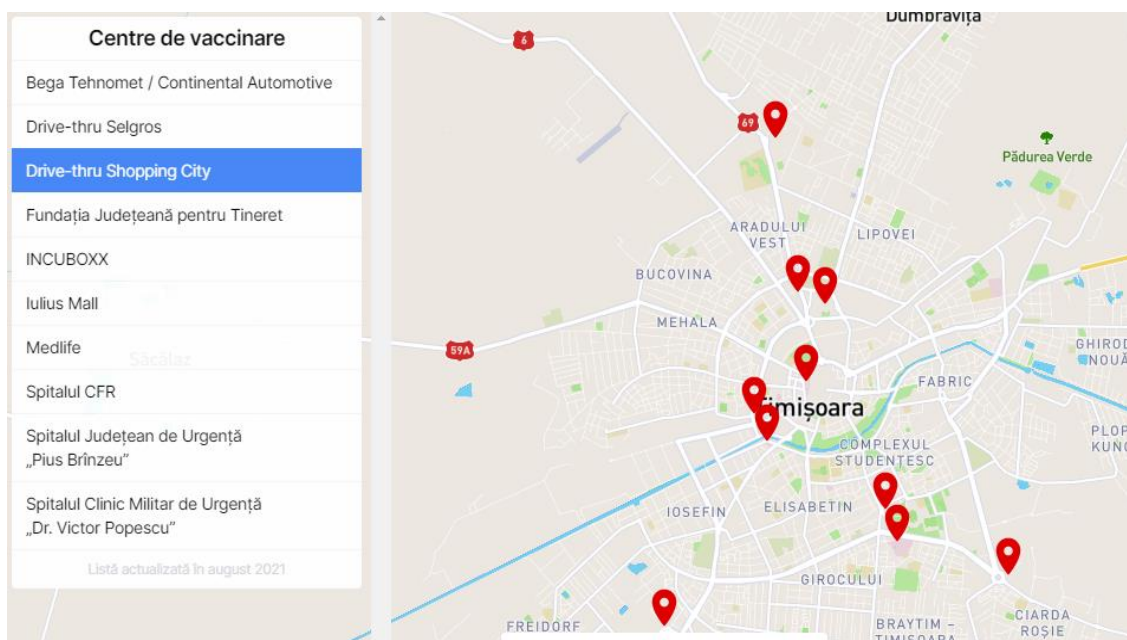 Centre de vaccinare
Bega Tehnomet / Continental Automotive
Drive-thru Selgros
Drive-thru Shopping City
Fundația Județeană pentru Tineret
INCUBOXX
Iulius Mall
Medlife
Săcălaz
Spitalul CFR
Spitalul Județean de Urgență
„Pius Brînzeu”
Spitalul Clinic Militar de Urgență
„Dr. Victor Popescu”
Listă actualizată în august 2021
Dumbrăvița
6
69
Pădurea Verde
ARADULUI
VEST
LIPOVEI
BUCOVINA
MEHALA
59A
GHIROD
NOUĂ
FABRIC
Timișoara
PLOP
KUNC
COMPLEXUL
STUDENȚESC
ELISABETIN
IOSEFIN
GIROCULUI
FREIDORF
BRAYTIM –
TIMIȘOARA
CIARDA
ROȘIE